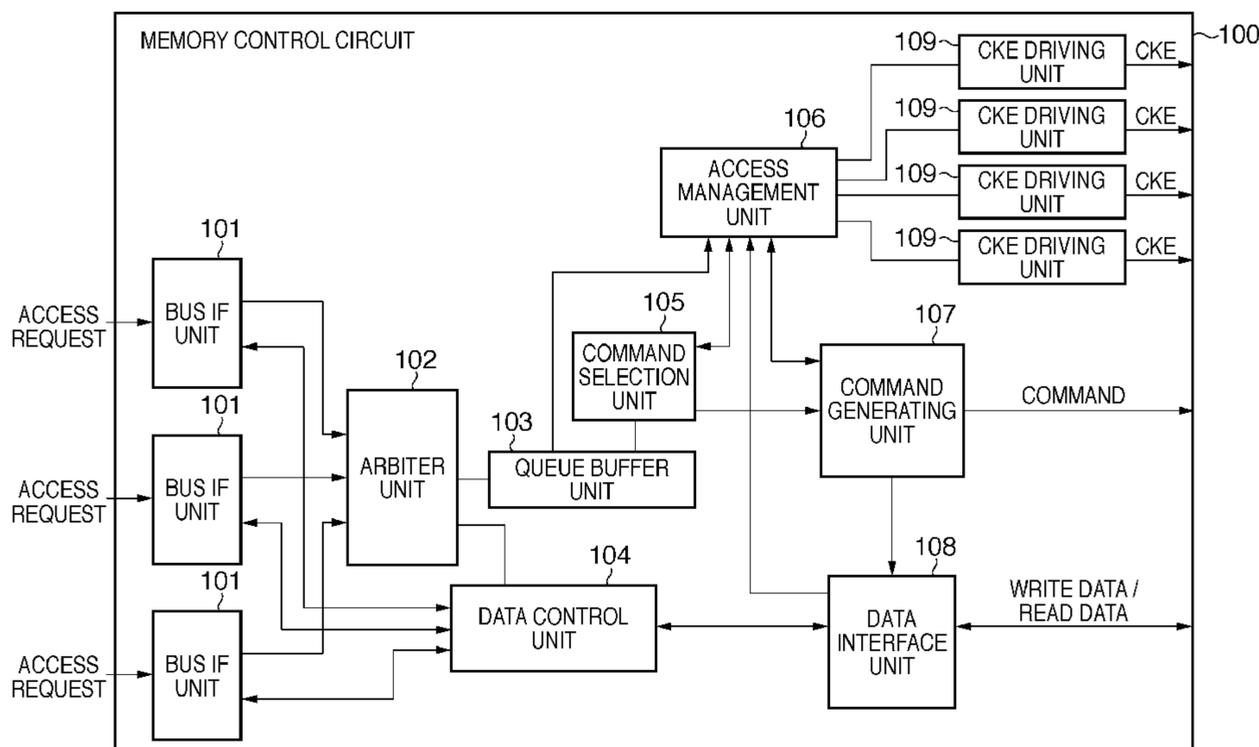 MEMORY CONTROL CIRCUIT
100
109
CKE DRIVING
UNIT
CKE
109
CKE DRIVING
UNIT
CKE
109
CKE DRIVING
UNIT
CKE
109
CKE DRIVING
UNIT
CKE
106
ACCESS
MANAGEMENT
UNIT
101
ACCESS
REQUEST
BUS IF
UNIT
105
COMMAND
SELECTION
UNIT
107
COMMAND
GENERATING
UNIT
COMMAND
102
ARBITER
UNIT
103
QUEUE BUFFER
UNIT
101
ACCESS
REQUEST
BUS IF
UNIT
104
DATA CONTROL
UNIT
108
DATA
INTERFACE
UNIT
WRITE DATA /
READ DATA
101
ACCESS
REQUEST
BUS IF
UNIT